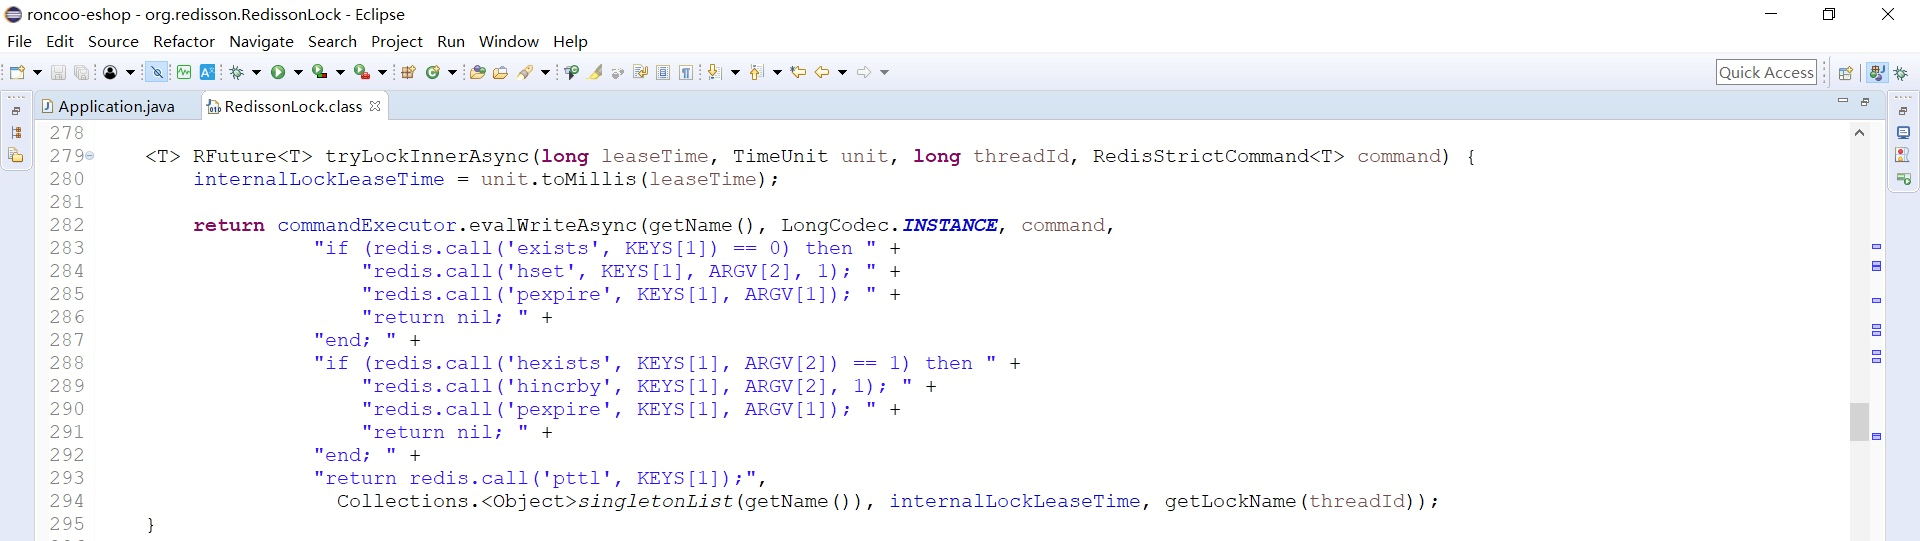 roncoo-eshop - org.redisson.RedissonLock - Eclipse
File Edit Source Refactor Navigate Search Project Run Window Help
Quick Access
Application.java RedissonLock.class
278
279 <T> RFuture<T> tryLockInnerAsync(long leaseTime, TimeUnit unit, long threadId, RedisStrictCommand<T> command) {
280 internalLockLeaseTime = unit.toMillis(leaseTime);
281
282 return commandExecutor.evalWriteAsync(getName(), LongCodec.INSTANCE, command,
283 "if (redis.call('exists', KEYS[1]) == 0) then " +
284 "redis.call('hset', KEYS[1], ARGV[2], 1); " +
285 "redis.call('pexpire', KEYS[1], ARGV[1]); " +
286 "return nil; " +
287 "end; " +
288 "if (redis.call('hexists', KEYS[1], ARGV[2]) == 1) then " +
289 "redis.call('hincrby', KEYS[1], ARGV[2], 1); " +
290 "redis.call('pexpire', KEYS[1], ARGV[1]); " +
291 "return nil; " +
292 "end; " +
293 "return redis.call('pttl', KEYS[1]);",
294 Collections.<Object>singletonList(getName()), internalLockLeaseTime, getLockName(threadId));
295 }